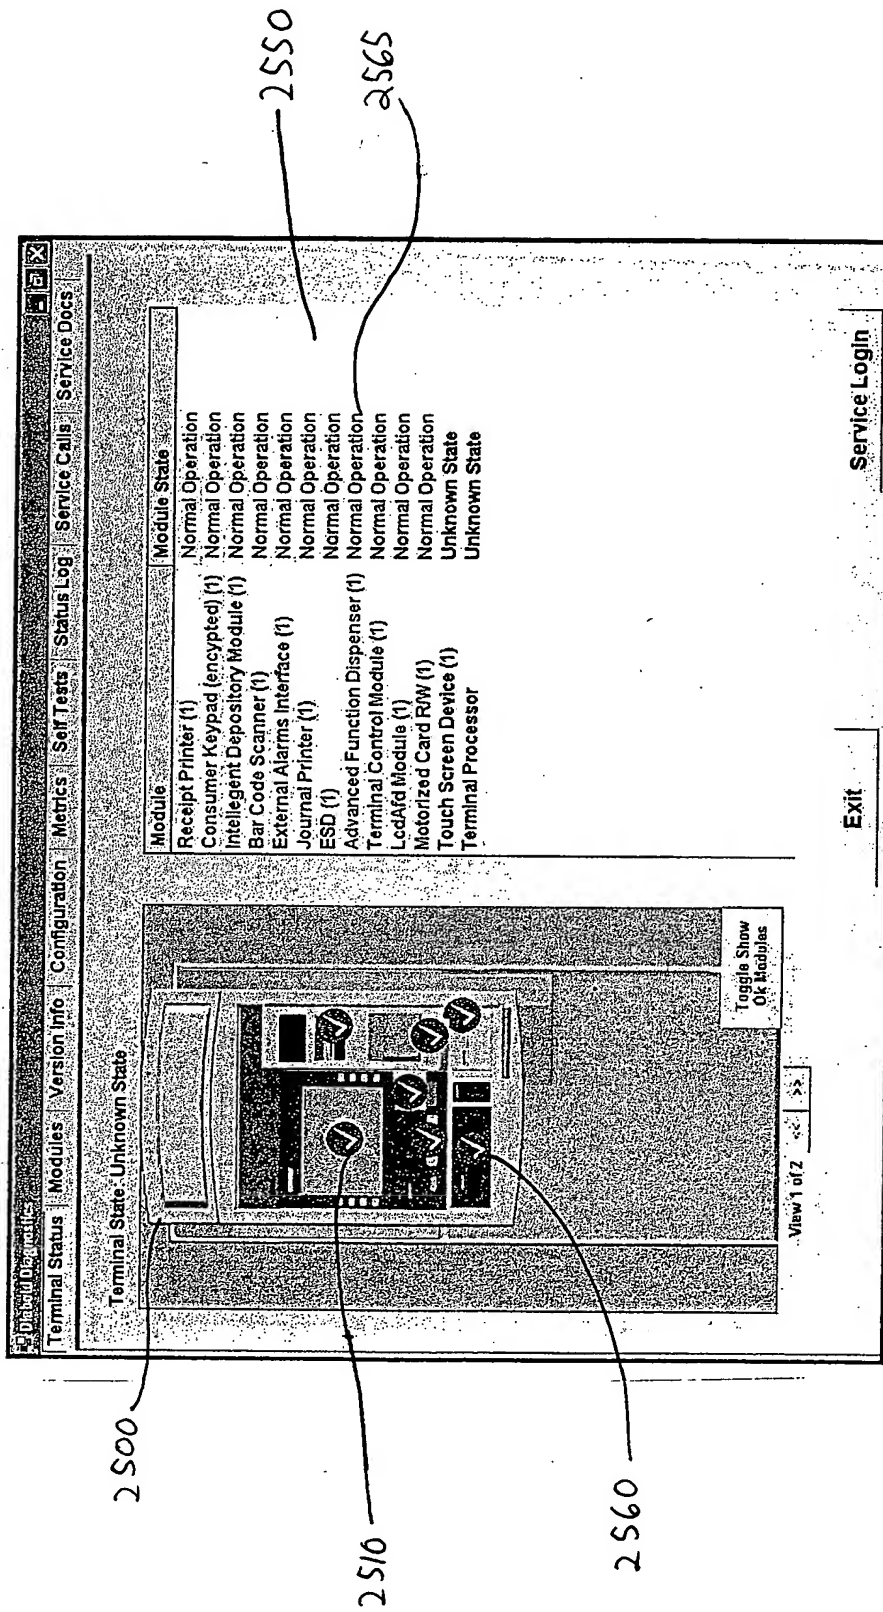 Terminal Status Modules Version Info Configuration Metrics Self Tests Status Log Service Calls Service Docs
Terminal State: Unknown State
Module Module State
Receipt Printer (1) Normal Operation
Consumer Keypad (encypted) (1) Normal Operation
Intellegent Depository Module (1) Normal Operation
Bar Code Scanner (1) Normal Operation
External Alarms Interface (1) Normal Operation
Journal Printer (1) Normal Operation
ESD (1) Normal Operation
Advanced Function Dispenser (1) Normal Operation
Terminal Control Module (1) Normal Operation
LcdAfd Module (1) Normal Operation
Motorized Card R/W (1) Normal Operation
Touch Screen Device (1) Unknown State
Terminal Processor Unknown State
Toggle Show
Ok Modules
View 1 of 2 << >>
Exit Service Login
2500
2510
2560
2550
2565